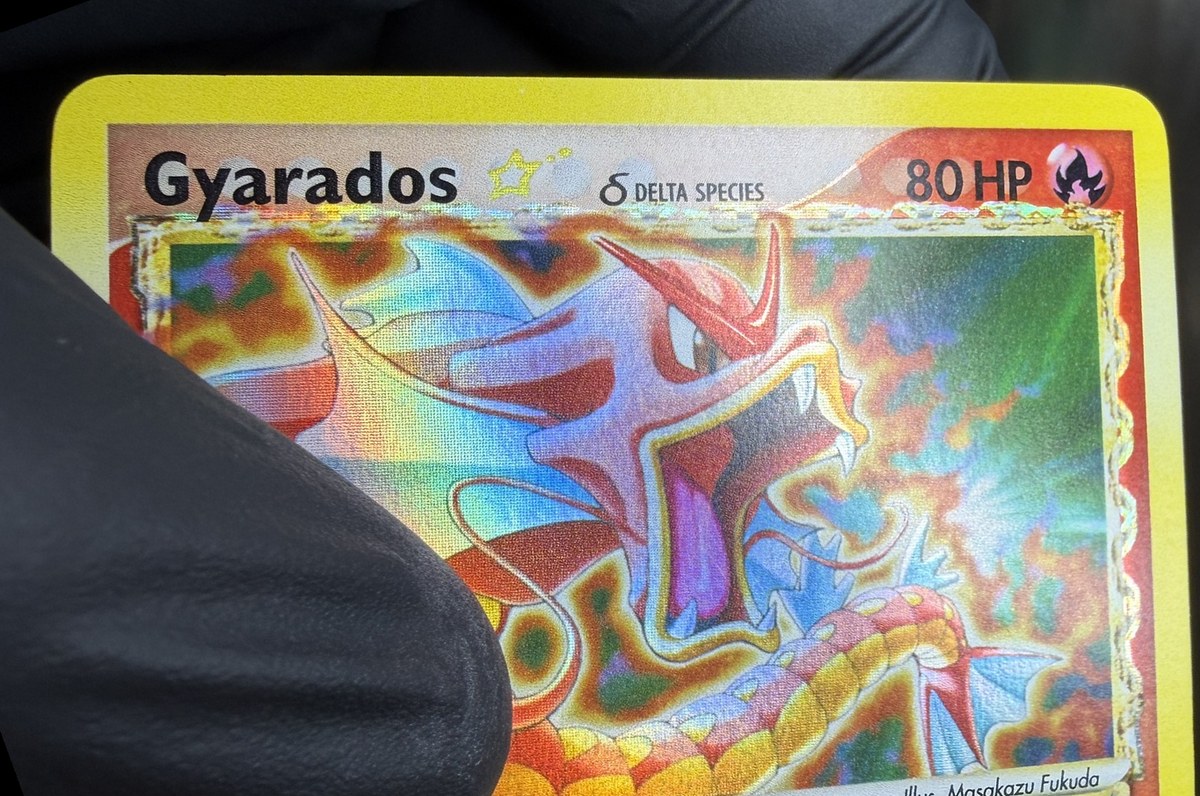 Gyarados ☆ δ DELTA SPECIES 80 HP
Illus. Masakazu Fukuda